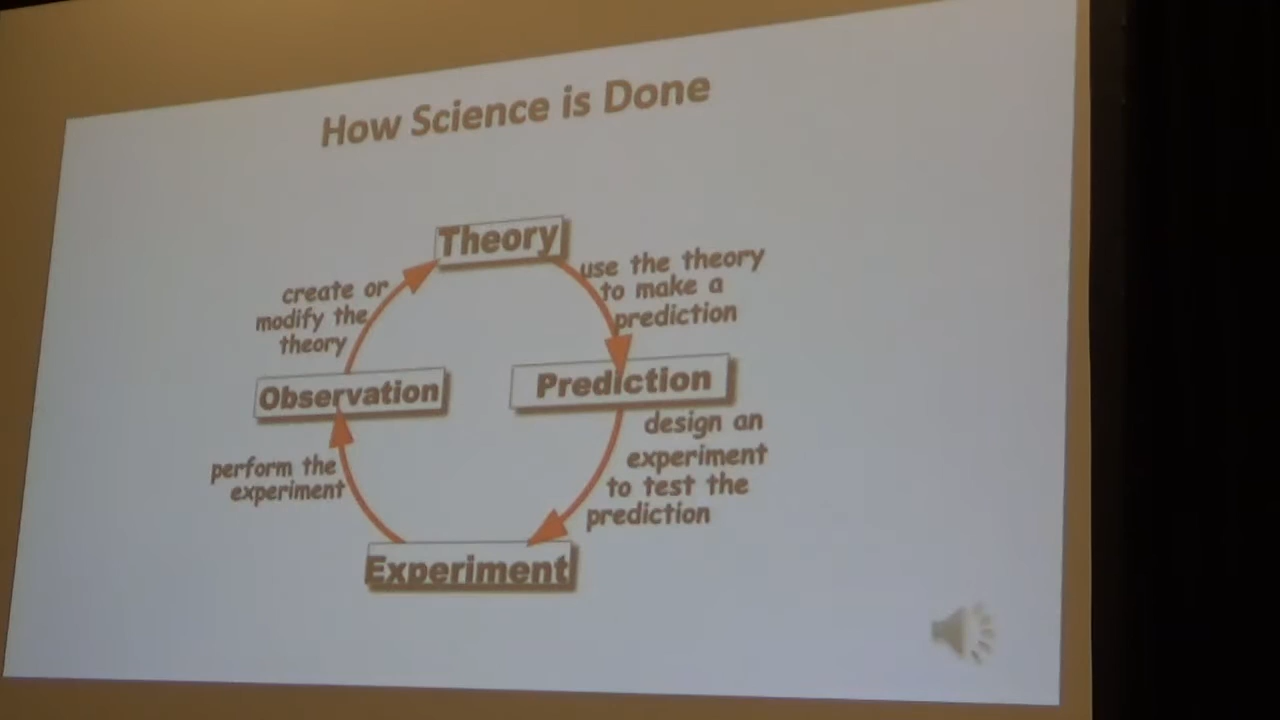 How Science is Done
Theory
use the theory
to make a
prediction
Prediction
design an
experiment
to test the
prediction
Experiment
perform the
experiment
Observation
create or
modify the
theory